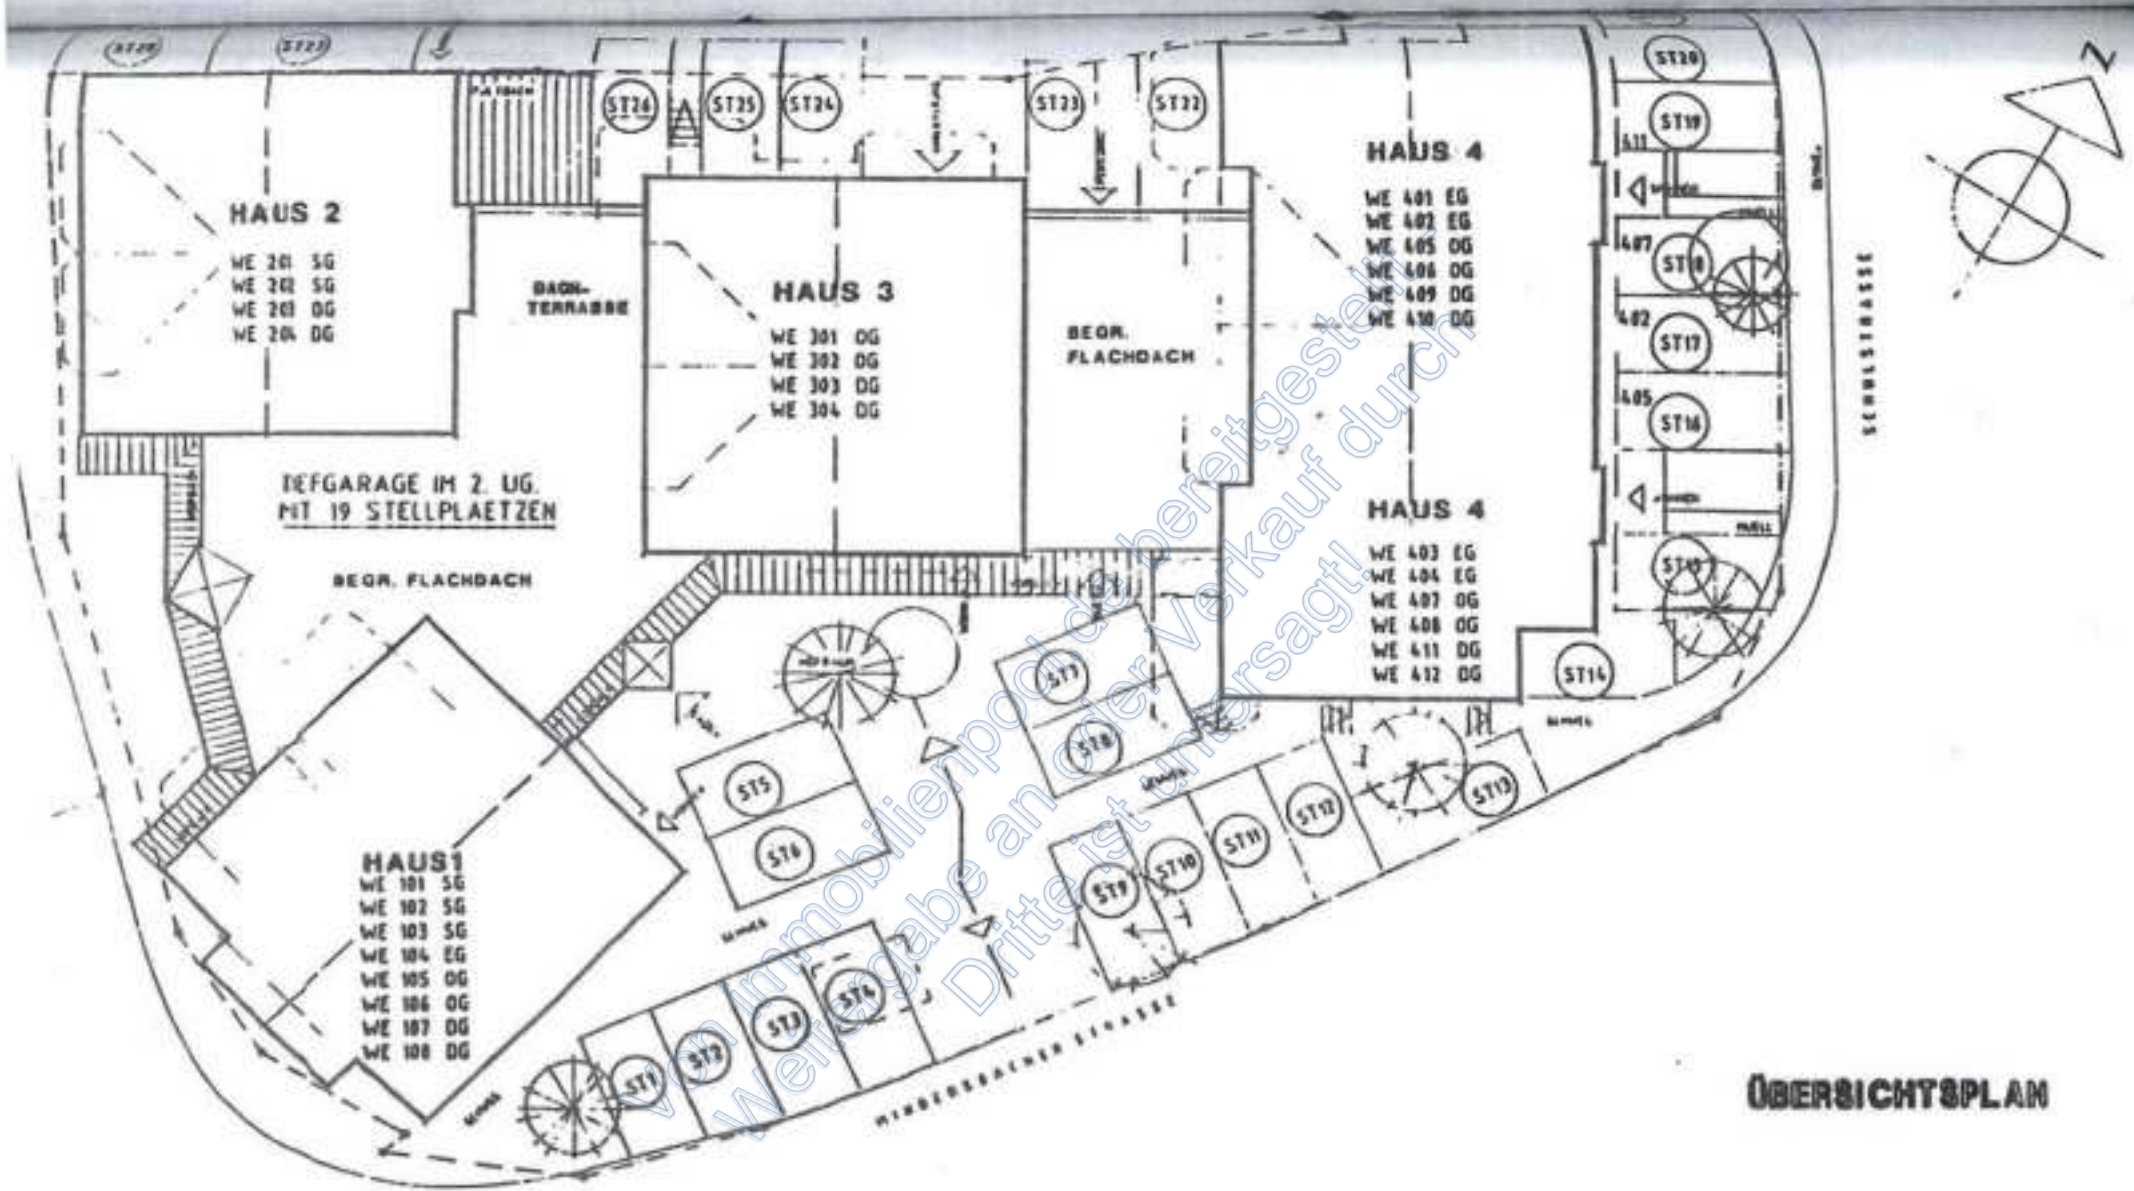 ST27
ST26
ST25
ST24
ST23
ST22
ST20
ST19
411
HAUS 2
WE 201 SG
WE 202 SG
WE 203 DG
WE 204 DG
DACH-
TERRASSE
HAUS 3
WE 301 OG
WE 302 OG
WE 303 DG
WE 304 DG
BEGR.
FLACHDACH
HAUS 4
WE 401 EG
WE 402 EG
WE 405 OG
WE 406 OG
WE 409 DG
WE 410 DG
407
ST18
402
ST17
405
ST16
SCHULSTRASSE
TIEFGARAGE IM 2. UG.
MIT 19 STELLPLAETZEN
BEGR. FLACHDACH
HAUS 4
WE 403 EG
WE 404 EG
WE 407 OG
WE 408 OG
WE 411 DG
WE 412 DG
ST15
ST14
ST13
ST7
ST8
ST5
ST6
ST12
ST11
ST10
ST9
HAUS 1
WE 101 SG
WE 102 SG
WE 103 SG
WE 104 EG
WE 105 OG
WE 106 OG
WE 107 DG
WE 108 DG
GEHWEG
ST4
ST3
ST2
ST1
von immobilienpool.de bereitgestellt
Weitergabe an oder Verkauf durch
Dritte ist untersagt!
ÜBERSICHTSPLAN